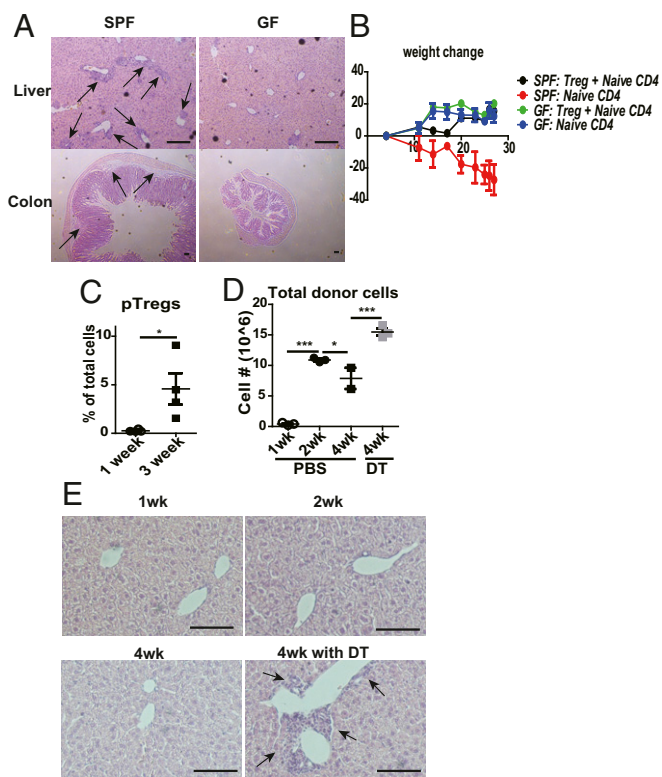 A
SPF
GF
Liver
Colon
B
weight change
40
20
0
-20
-40
10
20
30
SPF: Treg + Naive CD4
SPF: Naive CD4
GF: Treg + Naive CD4
GF: Naive CD4
C
pTregs
% of total cells
10
5
0
*
1 week
3 week
D
Total donor cells
Cell # (10^6)
20
15
10
5
0
***
*
***
1wk
2wk
4wk
4wk
PBS
DT
E
1wk
2wk
4wk
4wk with DT